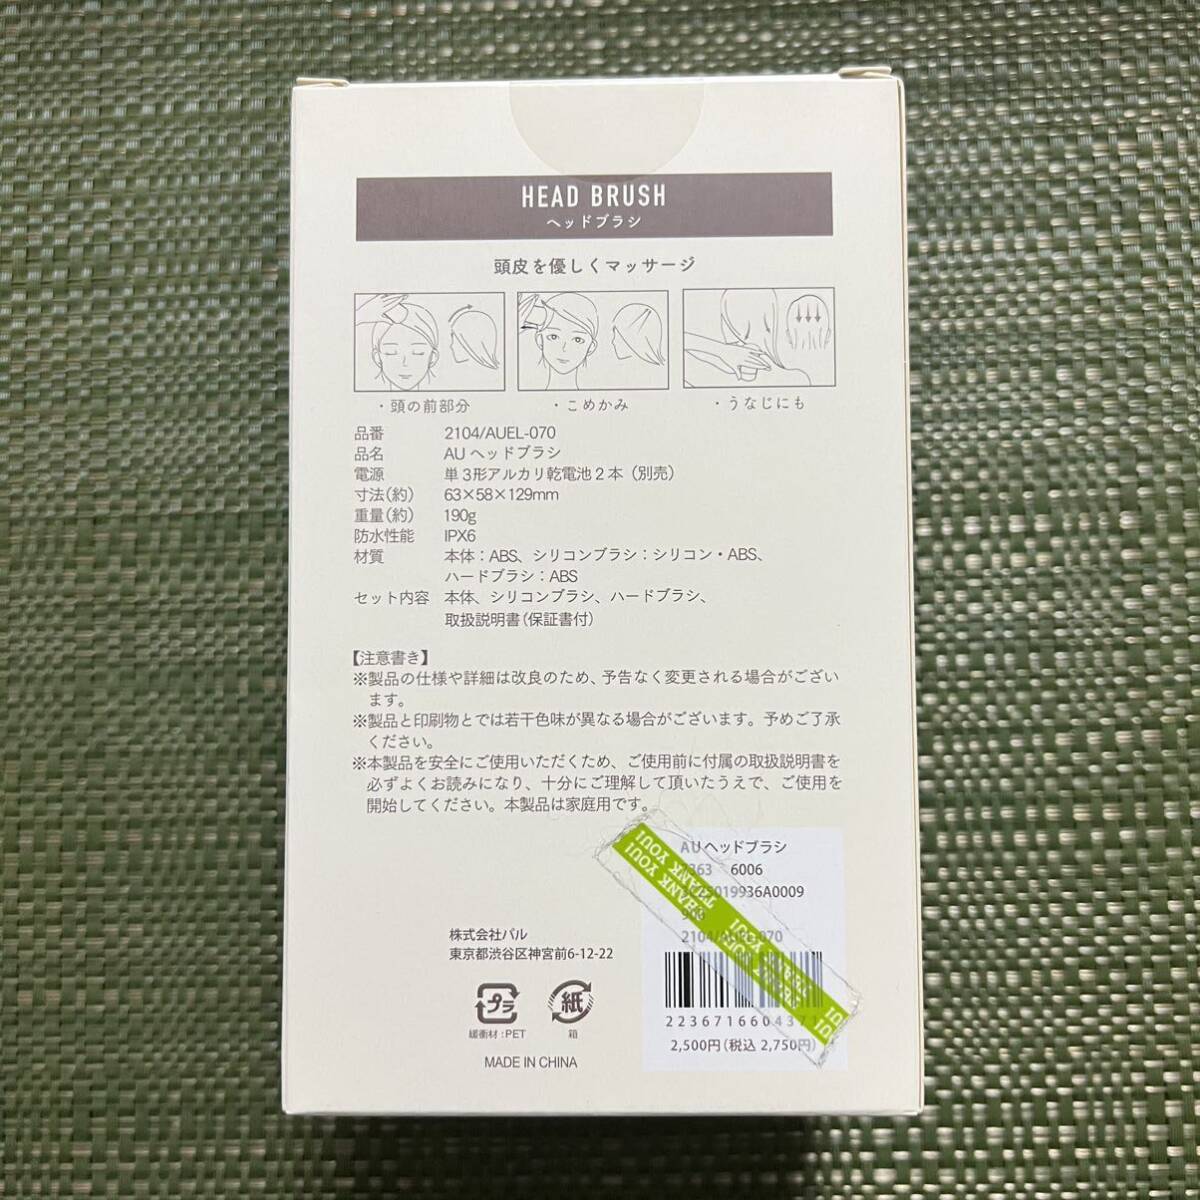 HEAD BRUSH
ヘッドブラシ
頭皮を優しくマッサージ
・頭の前部分
・こめかみ
・うなじにも
品番 2104/AUEL-070
品名 AU ヘッドブラシ
電源 単3形アルカリ乾電池2本（別売）
寸法(約) 63×58×129mm
重量(約) 190g
防水性能 IPX6
材質 本体：ABS、シリコンブラシ：シリコン・ABS、
ハードブラシ：ABS
セット内容 本体、シリコンブラシ、ハードブラシ、
取扱説明書（保証書付）
【注意書き】
※製品の仕様や詳細は改良のため、予告なく変更される場合がござい
ます。
※製品と印刷物とでは若干色味が異なる場合がございます。予めご了承
ください。
※本製品を安全にご使用いただくため、ご使用前に付属の取扱説明書を
必ずよくお読みになり、十分にご理解して頂いたうえで、ご使用を
開始してください。本製品は家庭用です。
株式会社パル
東京都渋谷区神宮前6-12-22
プラ
緩衝材：PET
紙
箱
MADE IN CHINA
AUヘッドブラシ
6006
2104/AUEL-070
THANK YOU!
THANK YOU!
2,500円（税込 2,750円）